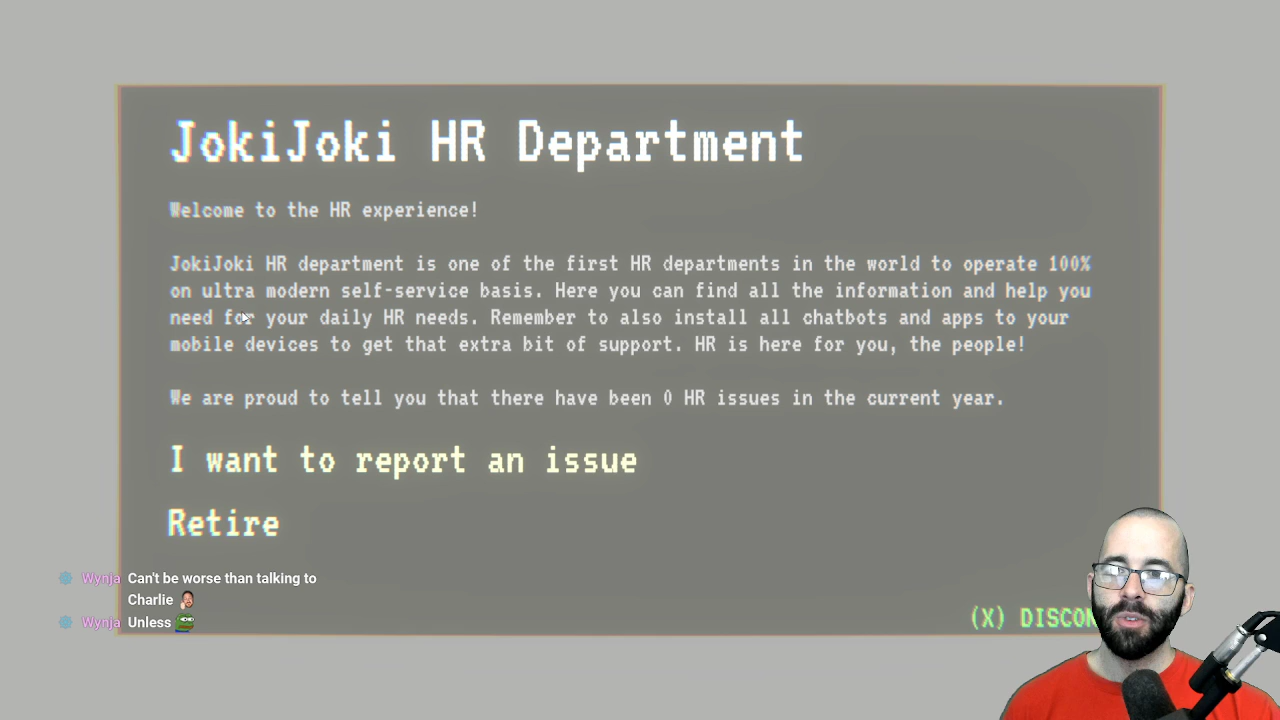 JokiJoki HR Department
Welcome to the HR experience!
JokiJoki HR department is one of the first HR departments in the world to operate 100%
on ultra modern self-service basis. Here you can find all the information and help you
need for your daily HR needs. Remember to also install all chatbots and apps to your
mobile devices to get that extra bit of support. HR is here for you, the people!
We are proud to tell you that there have been 0 HR issues in the current year.
I want to report an issue
Retire
Wynja Can't be worse than talking to
Charlie
Wynja Unless
(X) DISCON